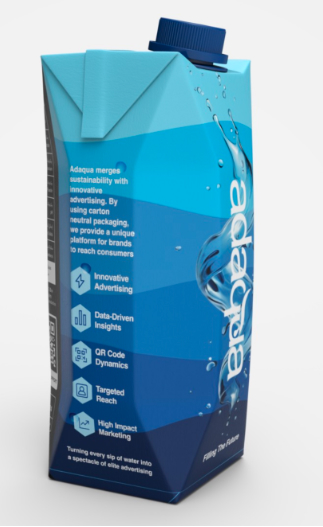 Adaqua merges
sustainability with
innovative
advertising. By
using carton
neutral packaging,
we provide a unique
platform for brands
to reach consumers
Innovative
Advertising
Data-Driven
Insights
QR Code
Dynamics
Targeted
Reach
High Impact
Marketing
Turning every sip of water into
a spectacle of elite advertising
adaqua
Filling The Future